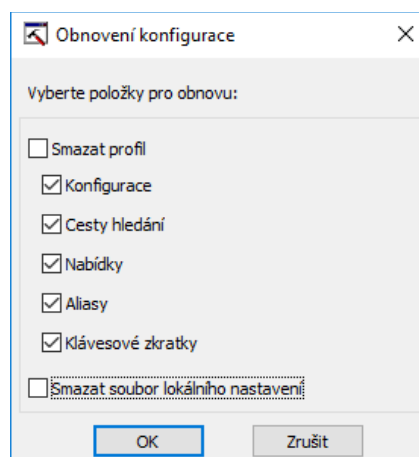 Obnovení konfigurace
Vyberte položky pro obnovu:
Smazat profil
Konfigurace
Cesty hledání
Nabídky
Aliasy
Klávesové zkratky
Smazat soubor lokálního nastavení
OK Zrušit